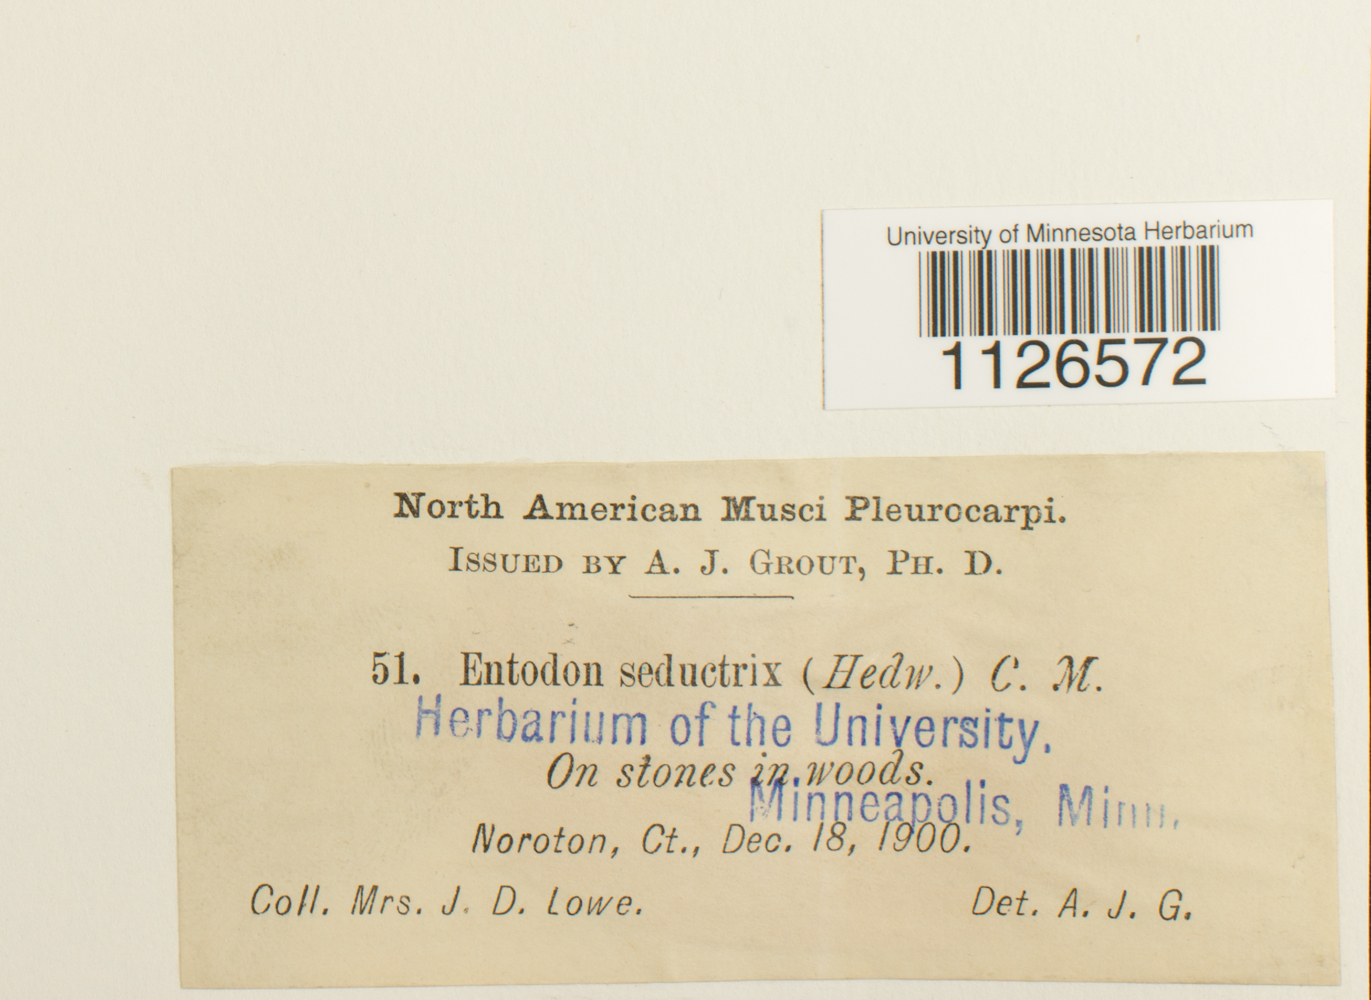 University of Minnesota Herbarium
1126572
North American Musci Pleurocarpi.
Issued by A. J. Grout, Ph. D.
51. Entodon seductrix (Hedw.) C. M.
Herbarium of the University.
On stones in woods.
Minneapolis, Minn.
Noroton, Ct., Dec. 18, 1900.
Coll. Mrs. J. D. Lowe. Det. A. J. G.